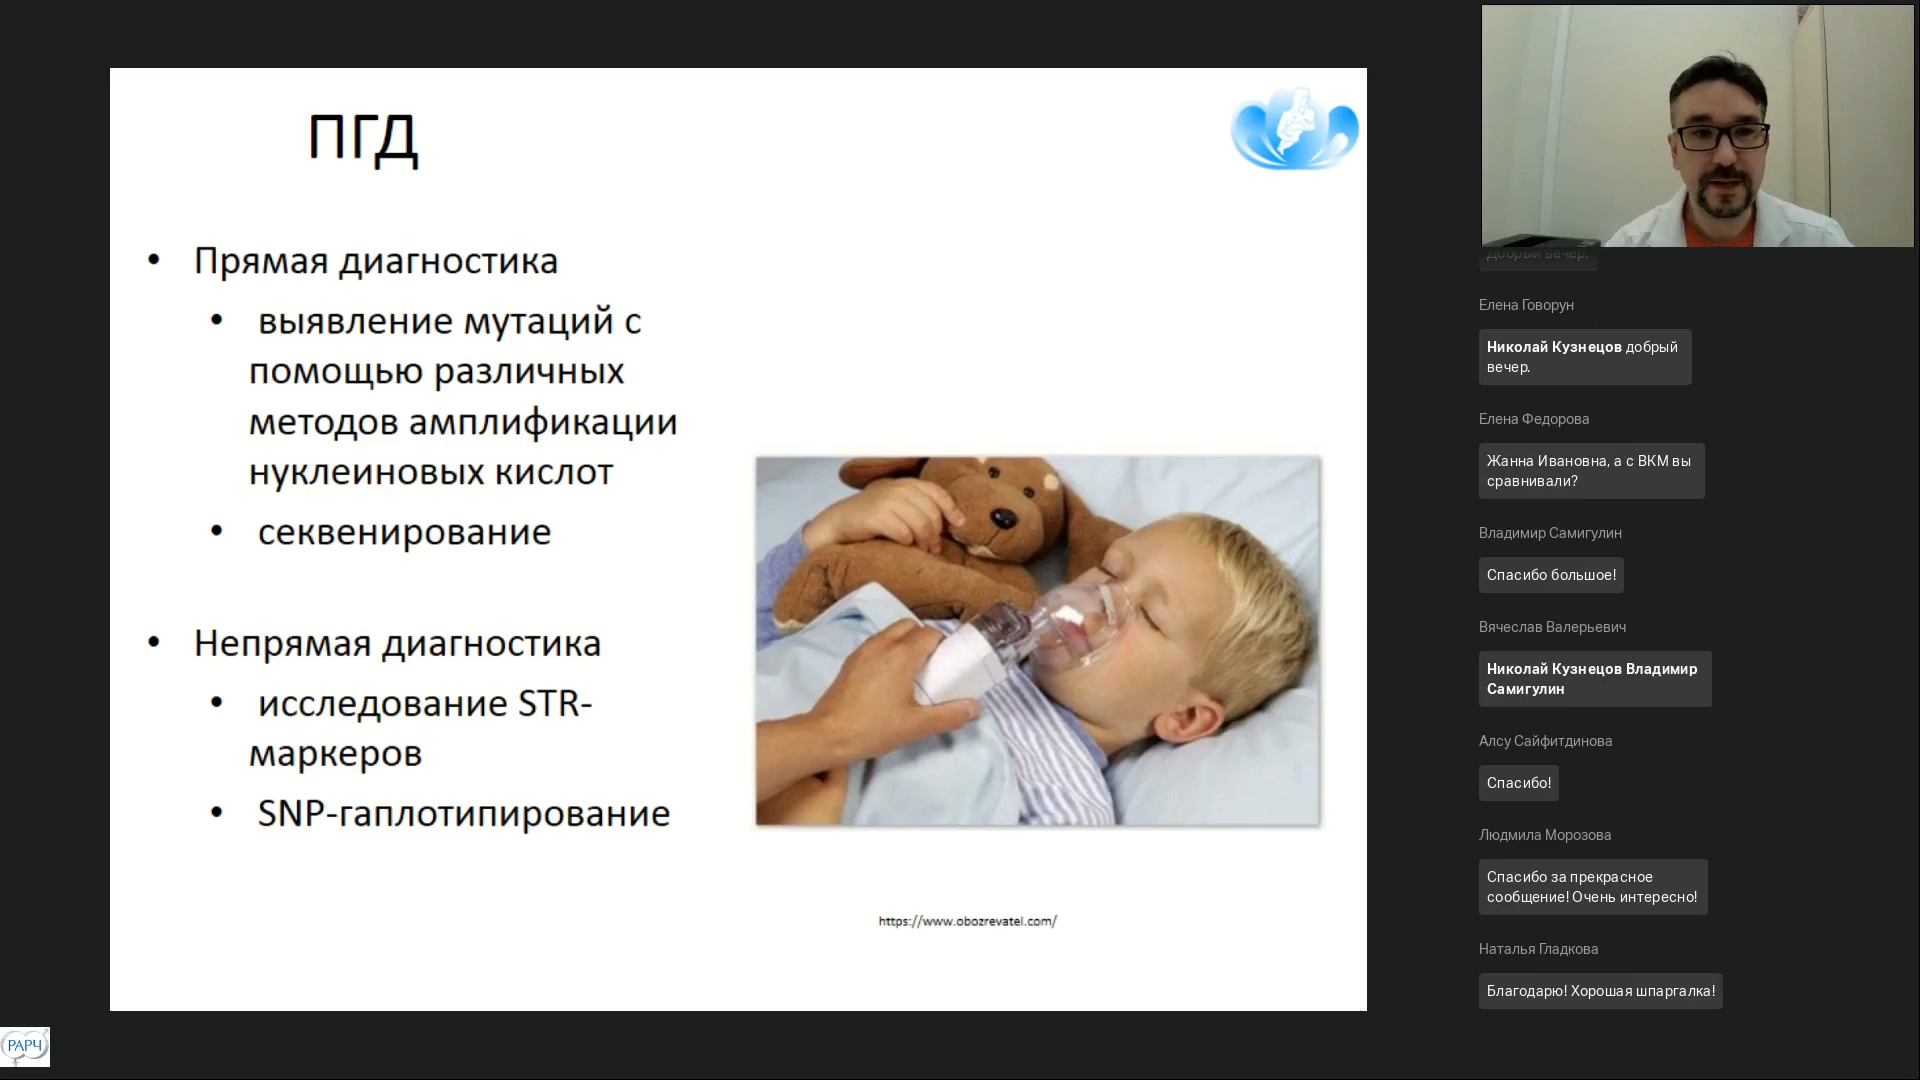 ПГД
• Прямая диагностика
• выявление мутаций с
помощью различных
методов амплификации
нуклеиновых кислот
• секвенирование
• Непрямая диагностика
• исследование STR-
маркеров
• SNP-гаплотипирование
https://www.obozrevatel.com/
РАРЧ
Добрый вечер.
Елена Говорун
Николай Кузнецов добрый
вечер.
Елена Федорова
Жанна Ивановна, а с ВКМ вы
сравнивали?
Владимир Самигулин
Спасибо большое!
Вячеслав Валерьевич
Николай Кузнецов Владимир
Самигулин
Алсу Сайфитдинова
Спасибо!
Людмила Морозова
Спасибо за прекрасное
сообщение! Очень интересно!
Наталья Гладкова
Благодарю! Хорошая шпаргалка!